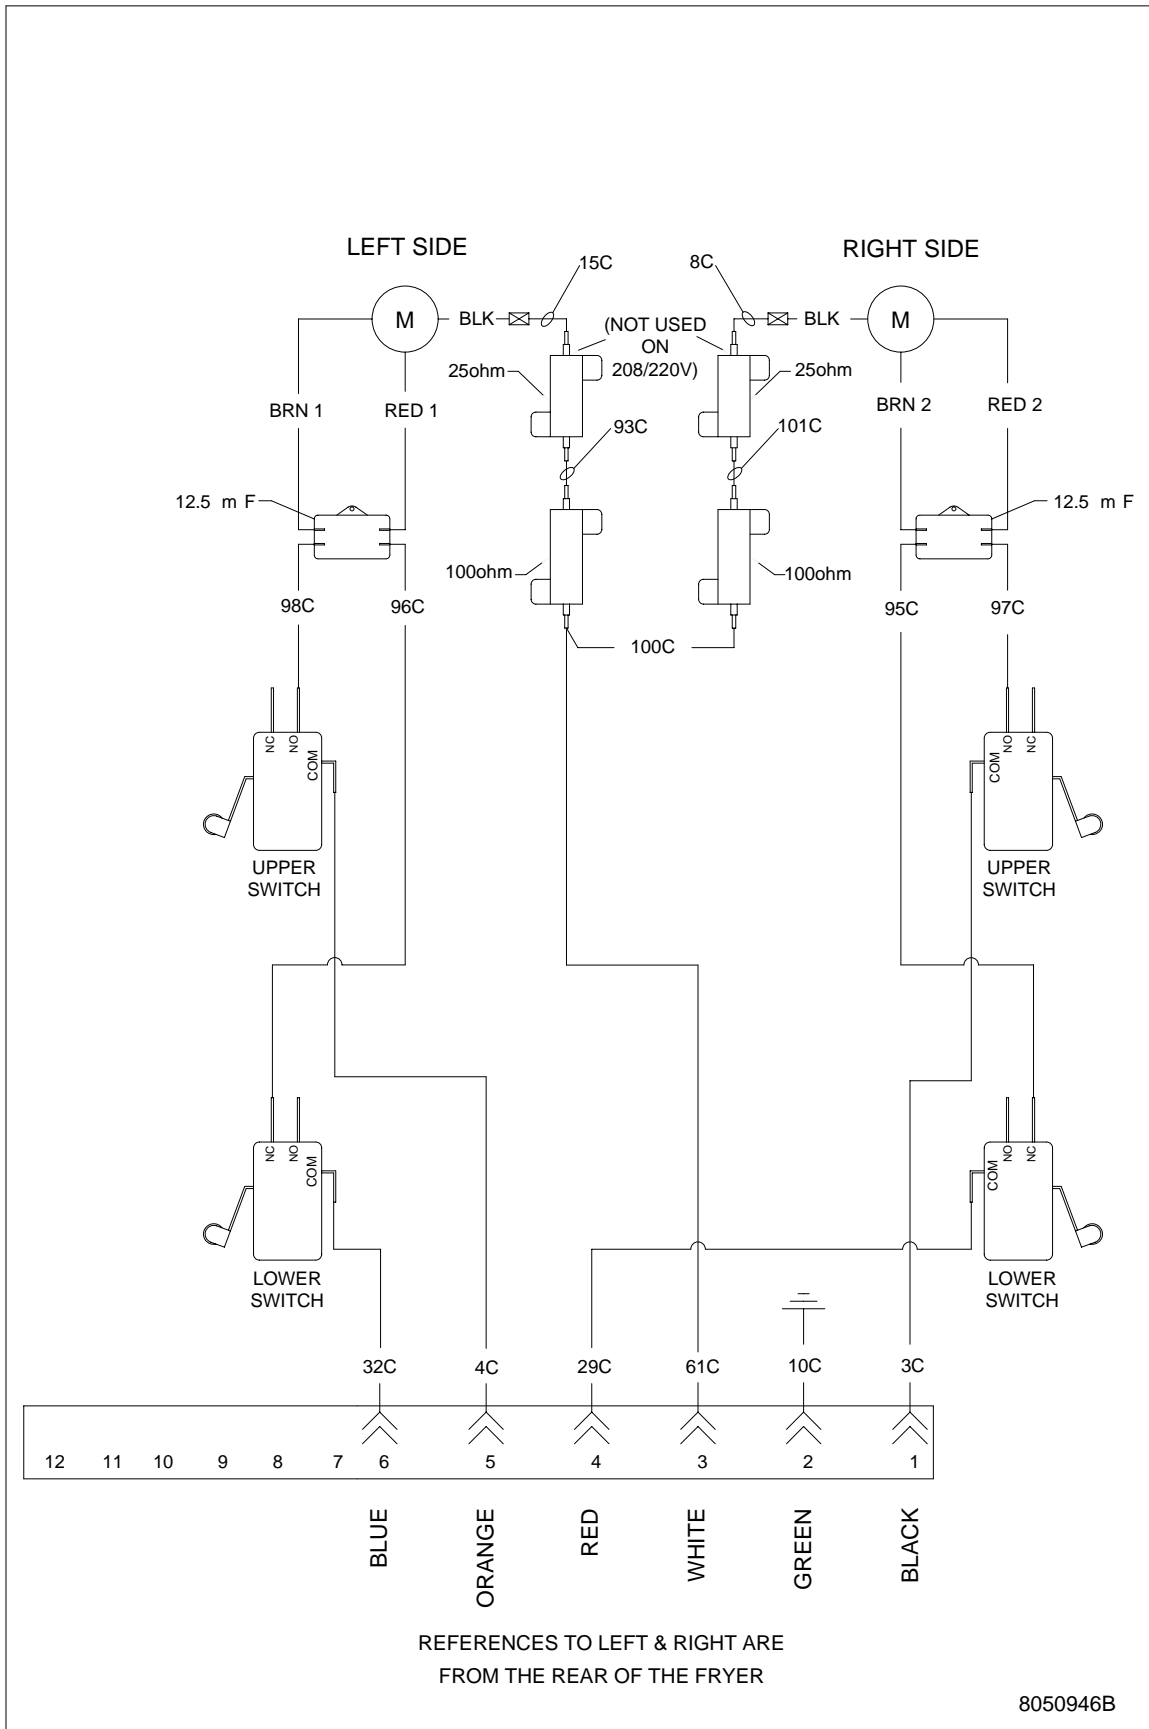 LEFT SIDE
RIGHT SIDE
15C
8C
M
BLK
(NOT USED
ON
208/220V)
BLK
M
25ohm
25ohm
BRN 1
RED 1
BRN 2
RED 2
93C
101C
12.5 m F
12.5 m F
100ohm
100ohm
98C
96C
95C
97C
100C
NC
NO
COM
COM
NO
NC
UPPER
SWITCH
UPPER
SWITCH
NC
NO
COM
COM
NO
NC
LOWER
SWITCH
LOWER
SWITCH
32C
4C
29C
61C
10C
3C
12 11 10 9 8 7 6 5 4 3 2 1
BLUE
ORANGE
RED
WHITE
GREEN
BLACK
REFERENCES TO LEFT & RIGHT ARE
FROM THE REAR OF THE FRYER
8050946B